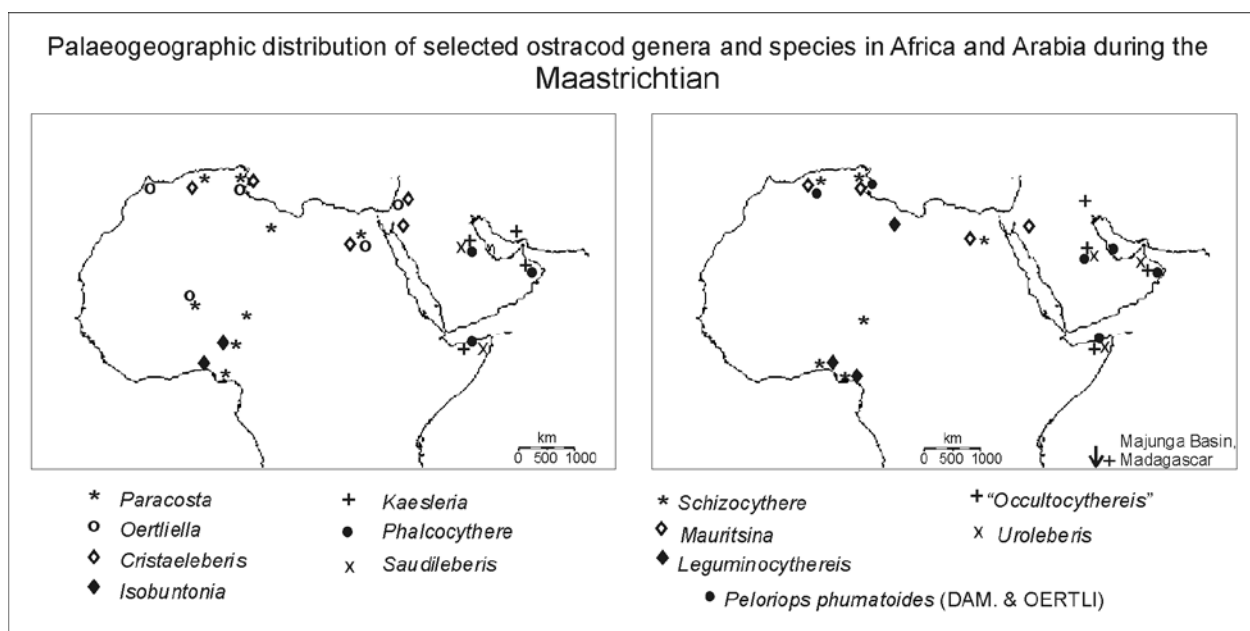 Palaeogeographic distribution of selected ostracod genera and species in Africa and Arabia during the
Maastrichtian
km
0 500 1000
km
0 500 1000
Majunga Basin,
Madagascar
* Paracosta
o Oertliella
◇ Cristaeleberis
◆ Isobuntonia
+ Kaesleria
● Phalcocythere
x Saudileberis
* Schizocythere
◇ Mauritsina
◆ Leguminocythereis
● Peloriops phumatoides (DAM. & OERTLI)
+ “Occultocythereis”
x Uroleberis